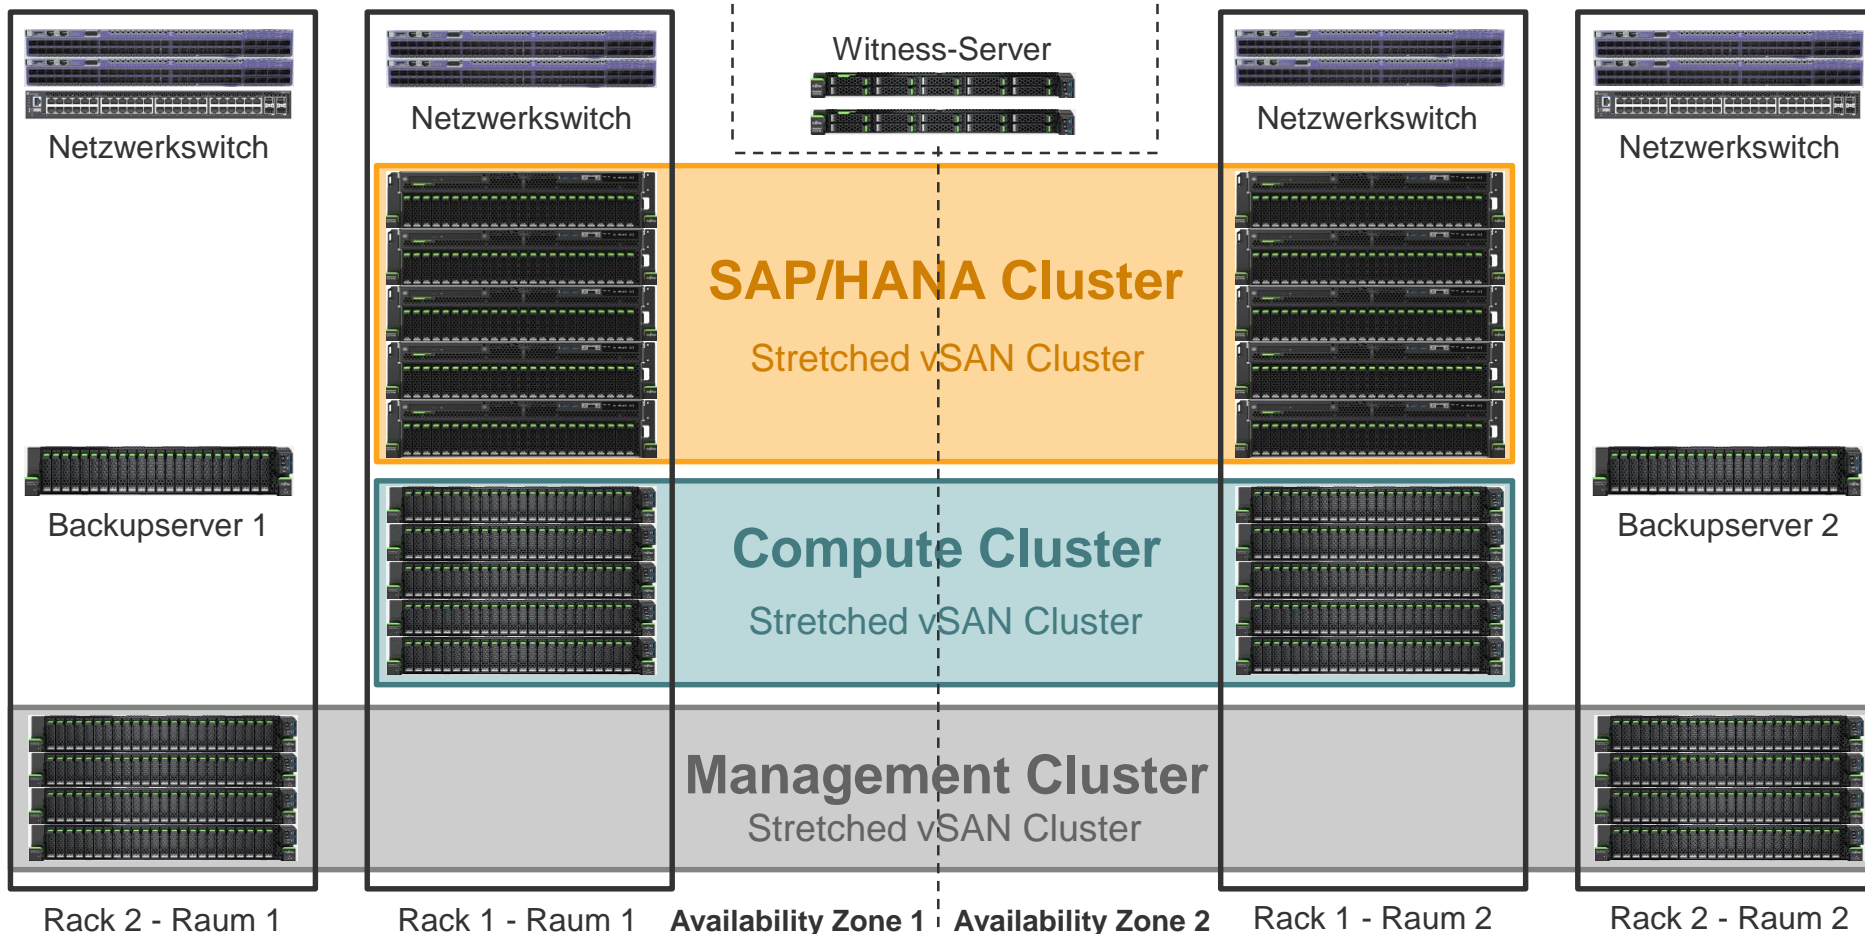 Witness-Server
Netzwerkswitch
Netzwerkswitch
Netzwerkswitch
Netzwerkswitch
SAP/HANA Cluster
Stretched vSAN Cluster
Backupserver 1
Backupserver 2
Compute Cluster
Stretched vSAN Cluster
Management Cluster
Stretched vSAN Cluster
Rack 2 - Raum 1
Rack 1 - Raum 1
Availability Zone 1
Availability Zone 2
Rack 1 - Raum 2
Rack 2 - Raum 2